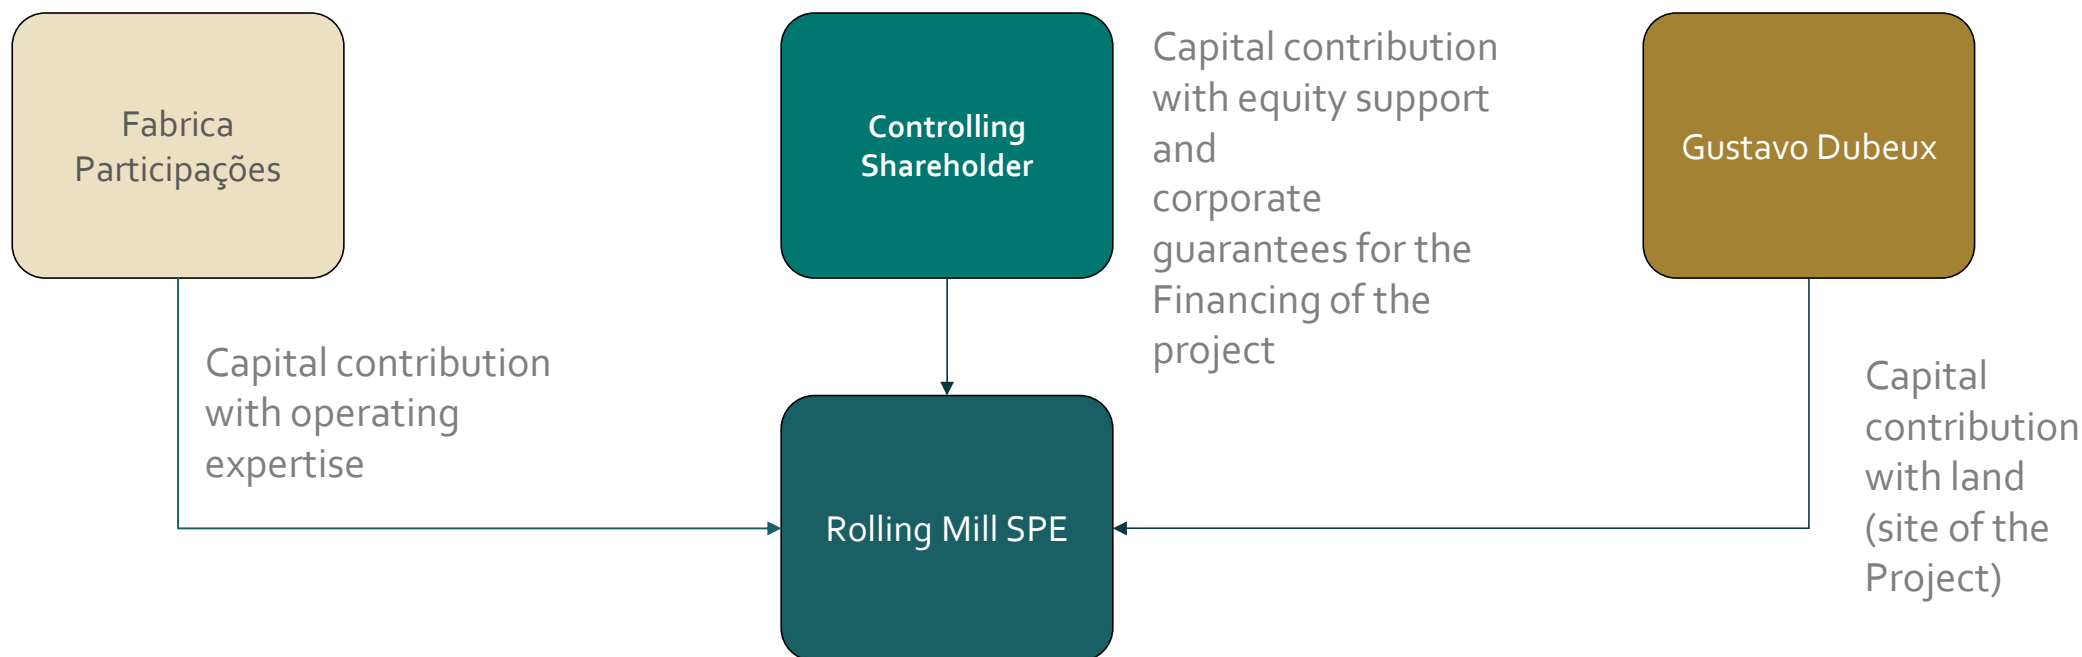 Fabrica
Participações
Controlling
Shareholder
Capital contribution
with equity support
and
corporate
guarantees for the
Financing of the
project
Gustavo Dubeux
Capital contribution
with operating
expertise
Rolling Mill SPE
Capital
contribution
with land
(site of the
Project)